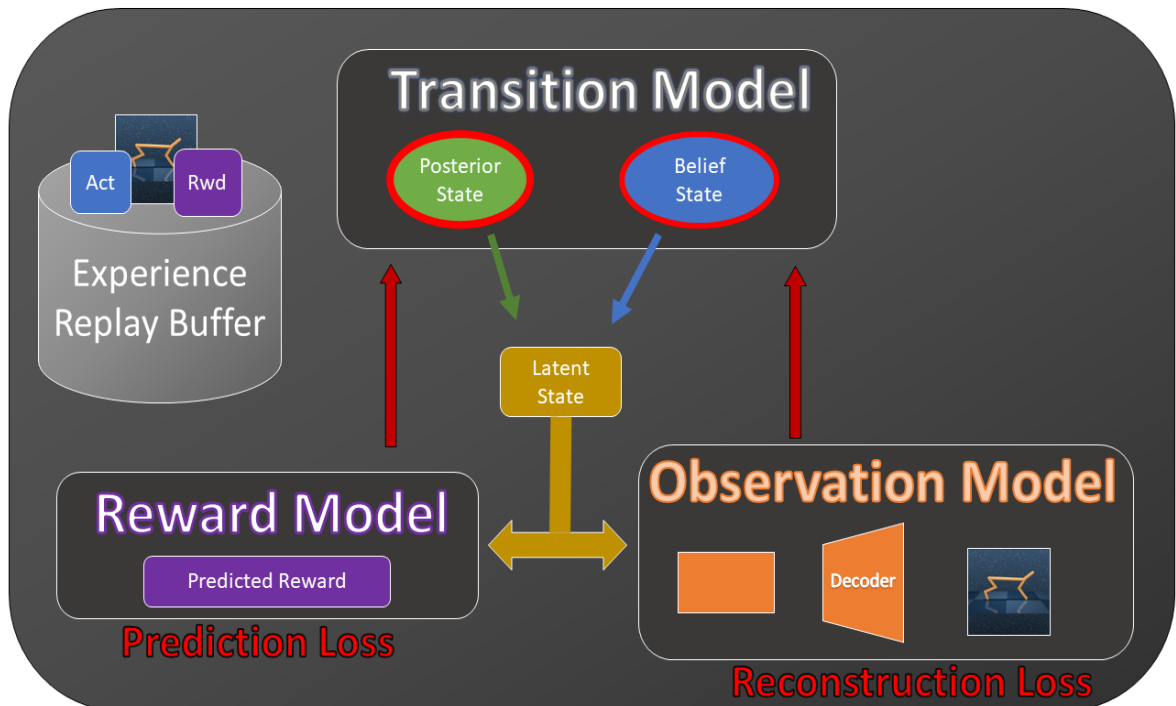 Transition Model
Posterior
State
Belief
State
Act
Rwd
Experience
Replay Buffer
Latent
State
Reward Model
Predicted Reward
Prediction Loss
Observation Model
Decoder
Reconstruction Loss